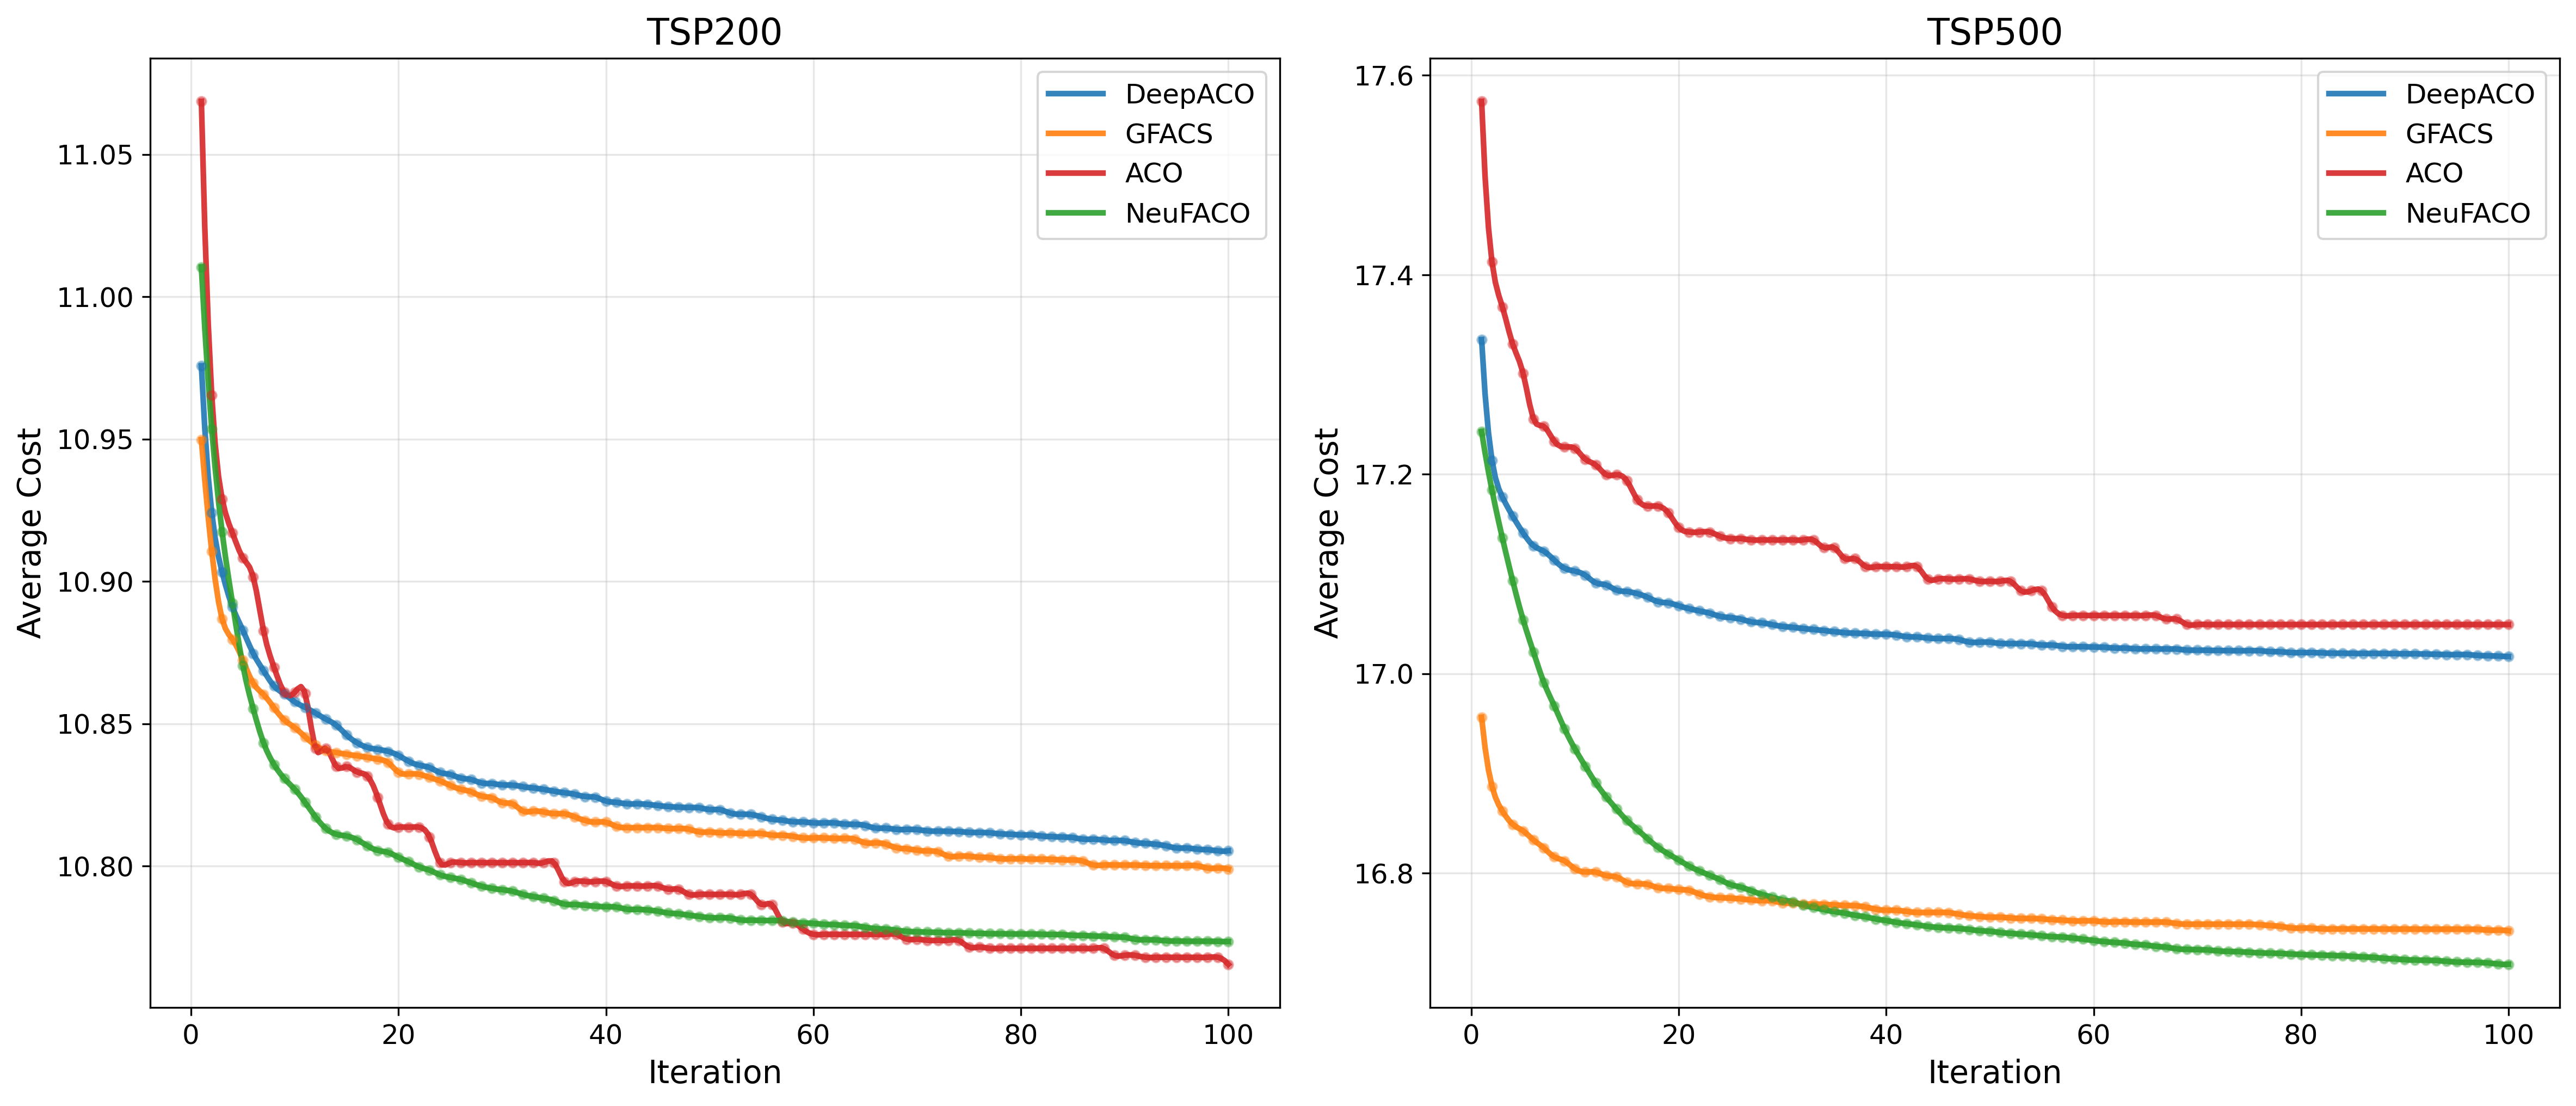 TSP200
Average Cost
11.05
11.00
10.95
10.90
10.85
10.80
0 20 40 60 80 100
Iteration
DeepACO
GFACS
ACO
NeuFACO
TSP500
Average Cost
17.6
17.4
17.2
17.0
16.8
0 20 40 60 80 100
Iteration
DeepACO
GFACS
ACO
NeuFACO